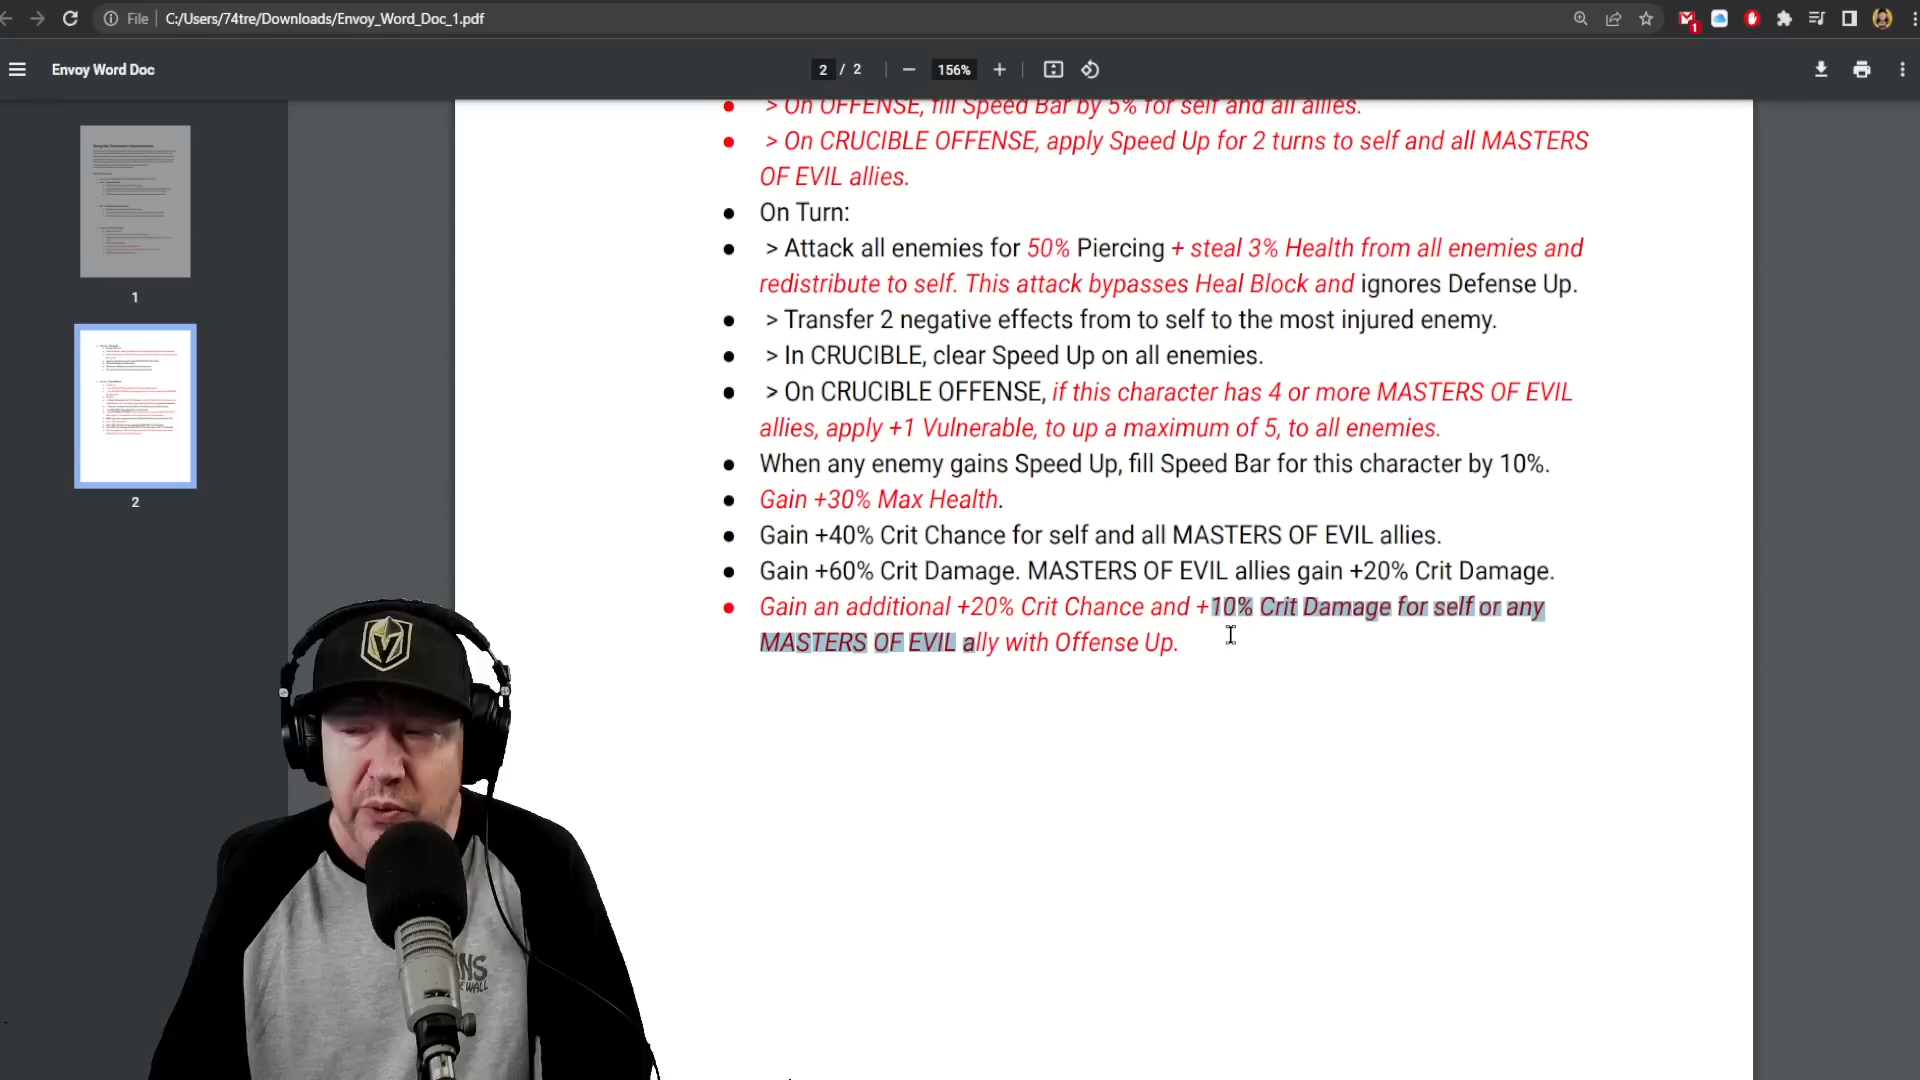 File | C:/Users/74tre/Downloads/Envoy_Word_Doc_1.pdf
1
Envoy Word Doc
2 / 2
156%
> On OFFENSE, fill Speed Bar by 5% for self and all allies.
> On CRUCIBLE OFFENSE, apply Speed Up for 2 turns to self and all MASTERS
OF EVIL allies.
On Turn:
> Attack all enemies for 50% Piercing + steal 3% Health from all enemies and
redistribute to self. This attack bypasses Heal Block and ignores Defense Up.
> Transfer 2 negative effects from to self to the most injured enemy.
> In CRUCIBLE, clear Speed Up on all enemies.
> On CRUCIBLE OFFENSE, if this character has 4 or more MASTERS OF EVIL
allies, apply +1 Vulnerable, to up a maximum of 5, to all enemies.
When any enemy gains Speed Up, fill Speed Bar for this character by 10%.
Gain +30% Max Health.
Gain +40% Crit Chance for self and all MASTERS OF EVIL allies.
Gain +60% Crit Damage. MASTERS OF EVIL allies gain +20% Crit Damage.
Gain an additional +20% Crit Chance and +10% Crit Damage for self or any
MASTERS OF EVIL ally with Offense Up.
1
2